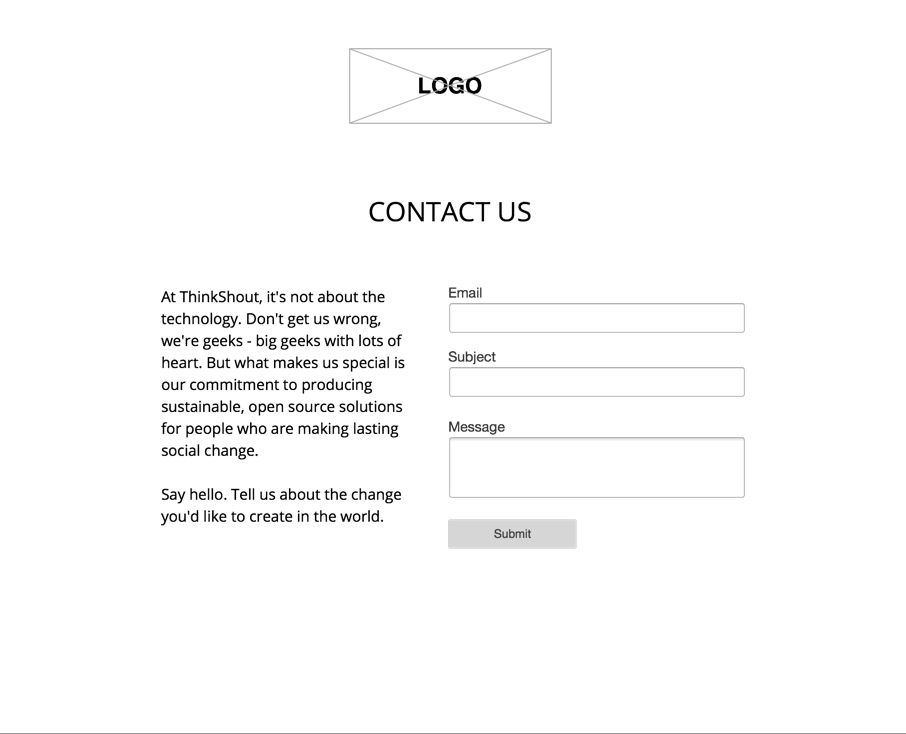 LOGO
CONTACT US
At ThinkShout, it's not about the
technology. Don't get us wrong,
we're geeks - big geeks with lots of
heart. But what makes us special is
our commitment to producing
sustainable, open source solutions
for people who are making lasting
social change.
Say hello. Tell us about the change
you'd like to create in the world.
Email
Subject
Message
Submit